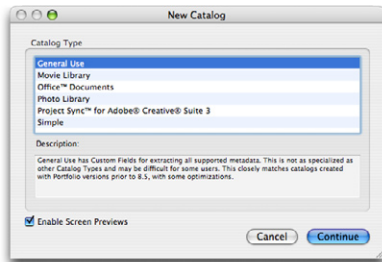 New Catalog
Catalog Type
General Use
Movie Library
Office™ Documents
Photo Library
Project Sync™ for Adobe® Creative® Suite 3
Simple
Description:
General Use has Custom Fields for extracting all supported metadata. This is not as specialized as
other Catalog Types and may be difficult for some users. This closely matches catalogs created
with Portfolio versions prior to 8.5, with some optimizations.
Enable Screen Previews
Cancel
Continue